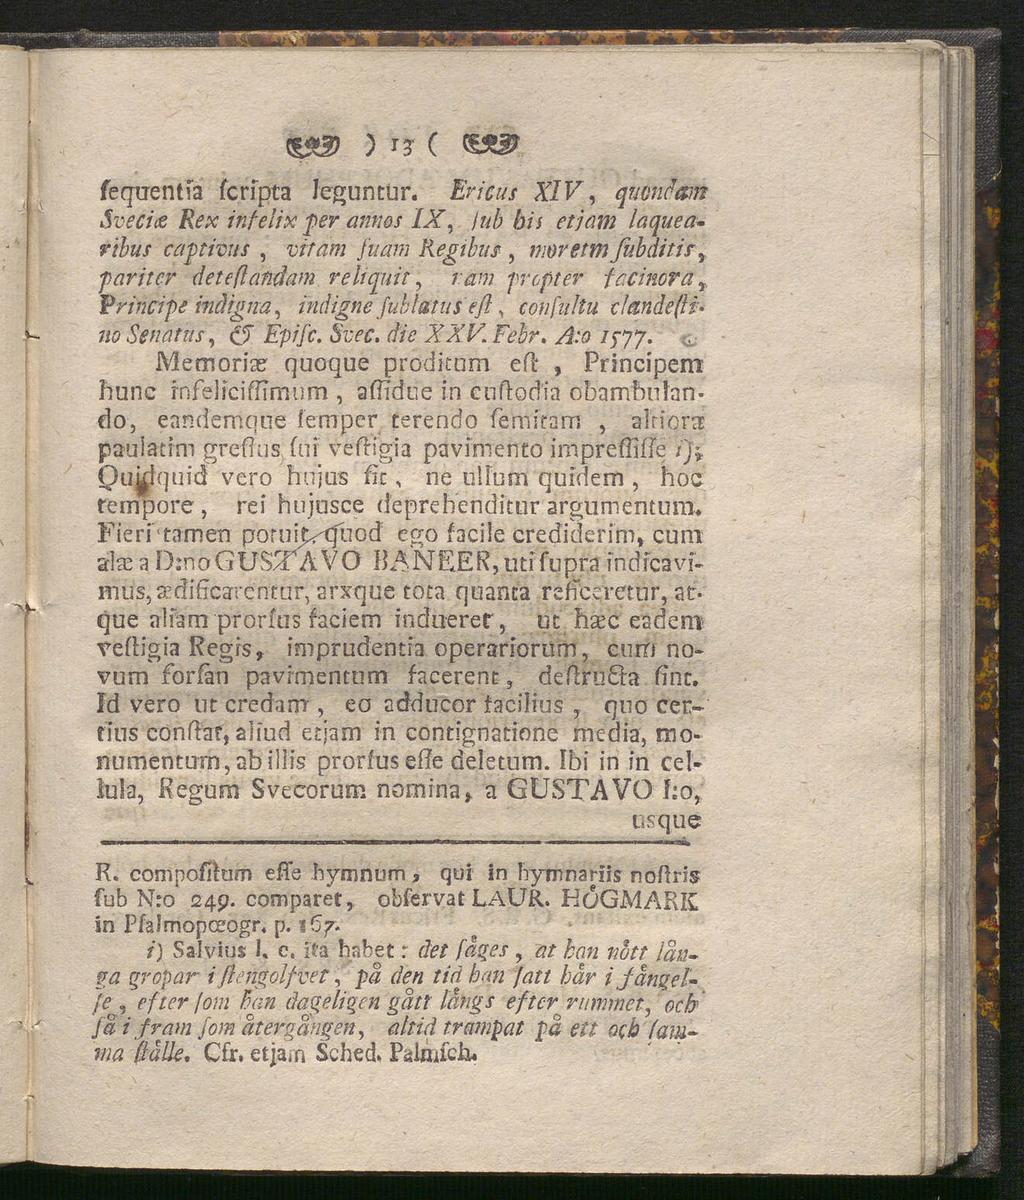 ) 13 (
ſequentia ſcripta leguntur. Ericus XIV, quondam
Sveciæ Rex infelix per annos IX, ſub his etjam laquea-
ribus captivus, vitam ſuam Regibus, mortem ſubditis,
pariter deteſtandam reliquit, tam propter facinora,
Principe indigna, indigne ſublatus eſt, conſultu clandeſti-
no Senatus, & Epiſc. Svec. die XXV. Febr. A:o 1577.
Memoriæ quoque proditum eſt, Principem
hunc infeliciſſimum, aſſidue in cuſtodia obambulan-
do, eandemque ſemper terendo ſemitam, altiora
paulatim greſſus ſui veſtigia pavimento impreſſiſſe i);
Quidquid vero hujus ſit, ne ullum quidem, hoc
tempore, rei hujusce deprehenditur argumentum.
Fieri tamen potuit, quod ego facile crediderim, cum
alæ a D:no GUSTAVO BANEER, uti ſupra indicavi-
mus, ædificarentur, arxque tota quanta reficeretur, at-
que aliam prorſus faciem indueret, ut hæc eadem
veſtigia Regis, imprudentia operariorum, cum no-
vum forſan pavimentum facerent, deſtructa ſint.
Id vero ut credam, eo adducor facilius, quo cer-
tius conſtat, aliud etjam in contignatione media, mo-
numentum, ab illis prorſus eſſe deletum. Ibi in in cel-
lula, Regum Svecorum nomina, a GUSTAVO I:o,
usque
R. compoſitum eſſe hymnum, qui in hymnariis noſtris
ſub N:o 249. comparet, obſervat LAUR. HÖGMARK
in Pſalmopœogr. p. 167.
i) Salvius l. c. ita habet: det ſåges, at han nött lån-
ga gropar i ſtengolfvet, på den tid han ſatt hår i fångel-
ſe, efter ſom han dageligen gått långs efter rummet, och
ſå i fram ſom återgången, altid trampat på ett och ſam-
ma ſtålle. Cfr. etjam Sched. Palmſch.